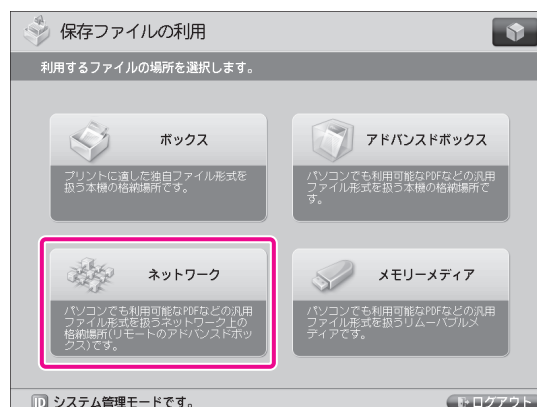 保存ファイルの利用
利用するファイルの場所を選択します。
ボックス
プリントに適した独自ファイル形式を
扱う本機の格納場所です。
アドバンスドボックス
パソコンでも利用可能なPDFなどの汎用
ファイル形式を扱う本機の格納場所で
す。
ネットワーク
パソコンでも利用可能なPDFなどの汎用
ファイル形式を扱うネットワーク上の
格納場所(リモートのアドバンスドボッ
クス)です。
メモリーメディア
パソコンでも利用可能なPDFなどの汎用
ファイル形式を扱うリムーバブルメ
ディアです。
ID システム管理モードです。
ログアウト